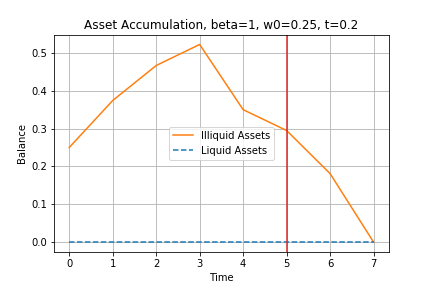 Asset Accumulation, beta=1, w0=0.25, t=0.2
Balance
0.5
0.4
0.3
0.2
0.1
0.0
Illiquid Assets
Liquid Assets
0 1 2 3 4 5 6 7
Time